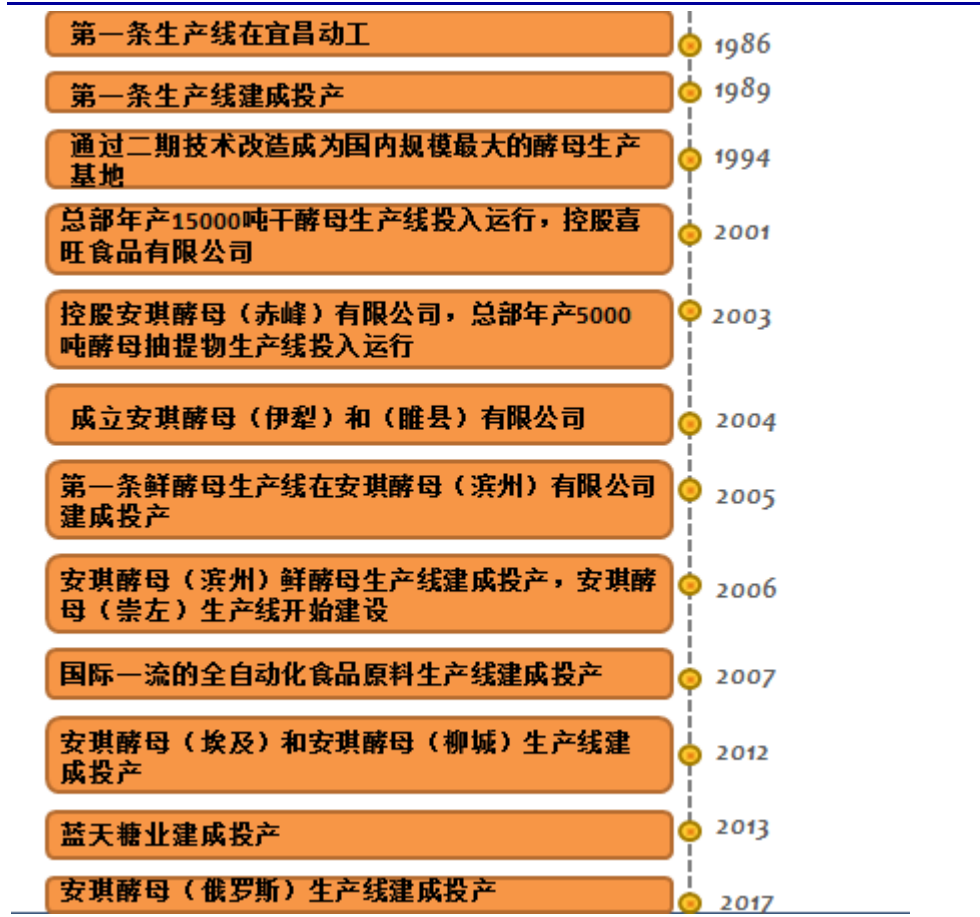 第一条生产线在宜昌动工
1986
第一条生产线建成投产
1989
通过二期技术改造成为国内规模最大的酵母生产
基地
1994
总部年产15000吨干酵母生产线投入运行，控股喜
旺食品有限公司
2001
控股安琪酵母（赤峰）有限公司，总部年产5000
吨酵母抽提物生产线投入运行
2003
成立安琪酵母（伊犁）和（睢县）有限公司
2004
第一条鲜酵母生产线在安琪酵母（滨州）有限公司
建成投产
2005
安琪酵母（滨州）鲜酵母生产线建成投产，安琪酵
母（崇左）生产线开始建设
2006
国际一流的全自动化食品原料生产线建成投产
2007
安琪酵母（埃及）和安琪酵母（柳城）生产线建
成投产
2012
蓝天糖业建成投产
2013
安琪酵母（俄罗斯）生产线建成投产
2017